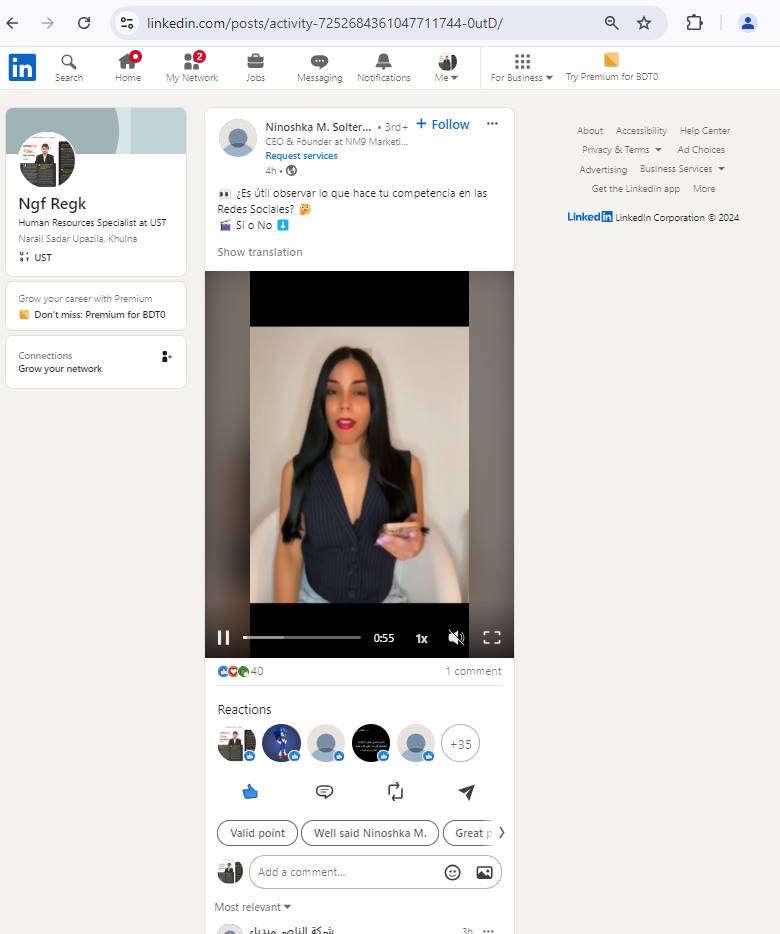 linkedin.com/posts/activity-7252684361047711744-0utD/
in
Search
Home
2
My Network
Jobs
Messaging
Notifications
Me
For Business
Try Premium for BDT0
Ngf Regk
Human Resources Specialist at UST
Narail Sadar Upazila, Khulna
UST
Grow your career with Premium
Don't miss: Premium for BDT0
Connections
Grow your network
Ninoshka M. Solter... • 3rd+
+ Follow
CEO & Founder at NM9 Marketi...
Request services
4h •
👀 ¿Es útil observar lo que hace tu competencia en las
Redes Sociales? 🤔
🎬 Si o No ⬇️
Show translation
0:55
1x
40
1 comment
Reactions
+35
Valid point
Well said Ninoshka M.
Great p
Add a comment...
Most relevant
شركة الناصر ميدياء
3h
About
Accessibility
Help Center
Privacy & Terms
Ad Choices
Advertising
Business Services
Get the LinkedIn app
More
LinkedIn LinkedIn Corporation © 2024